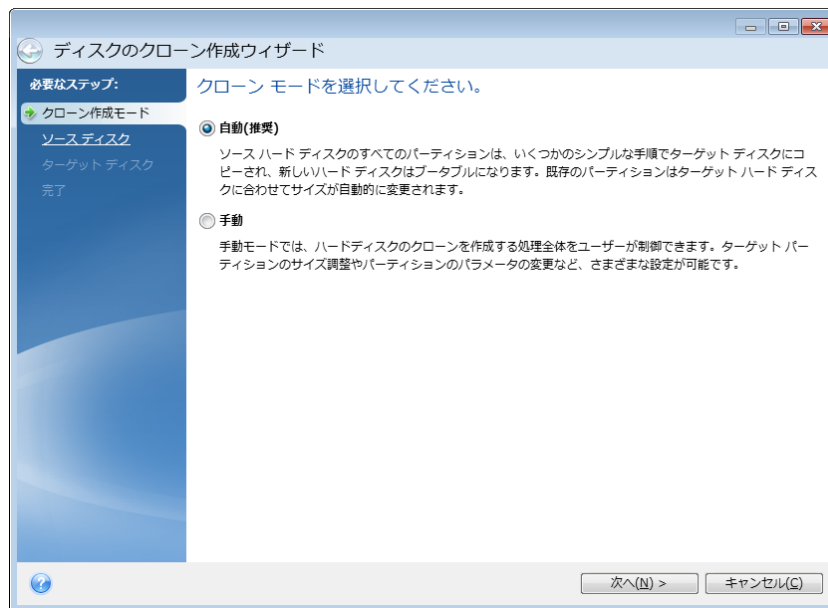 ディスクのクローン作成ウィザード
必要なステップ:
クローン作成モード
ソース ディスク
ターゲット ディスク
完了
クローン モードを選択してください。
自動(推奨)
ソース ハード ディスクのすべてのパーティションは、いくつかのシンプルな手順でターゲット ディスクにコ
ピーされ、新しいハード ディスクはブータブルになります。既存のパーティションはターゲット ハード ディス
クに合わせてサイズが自動的に変更されます。
手動
手動モードでは、ハードディスクのクローンを作成する処理全体をユーザーが制御できます。ターゲット パー
ティションのサイズ調整やパーティションのパラメータの変更など、さまざまな設定が可能です。
次へ(N) >
キャンセル(C)